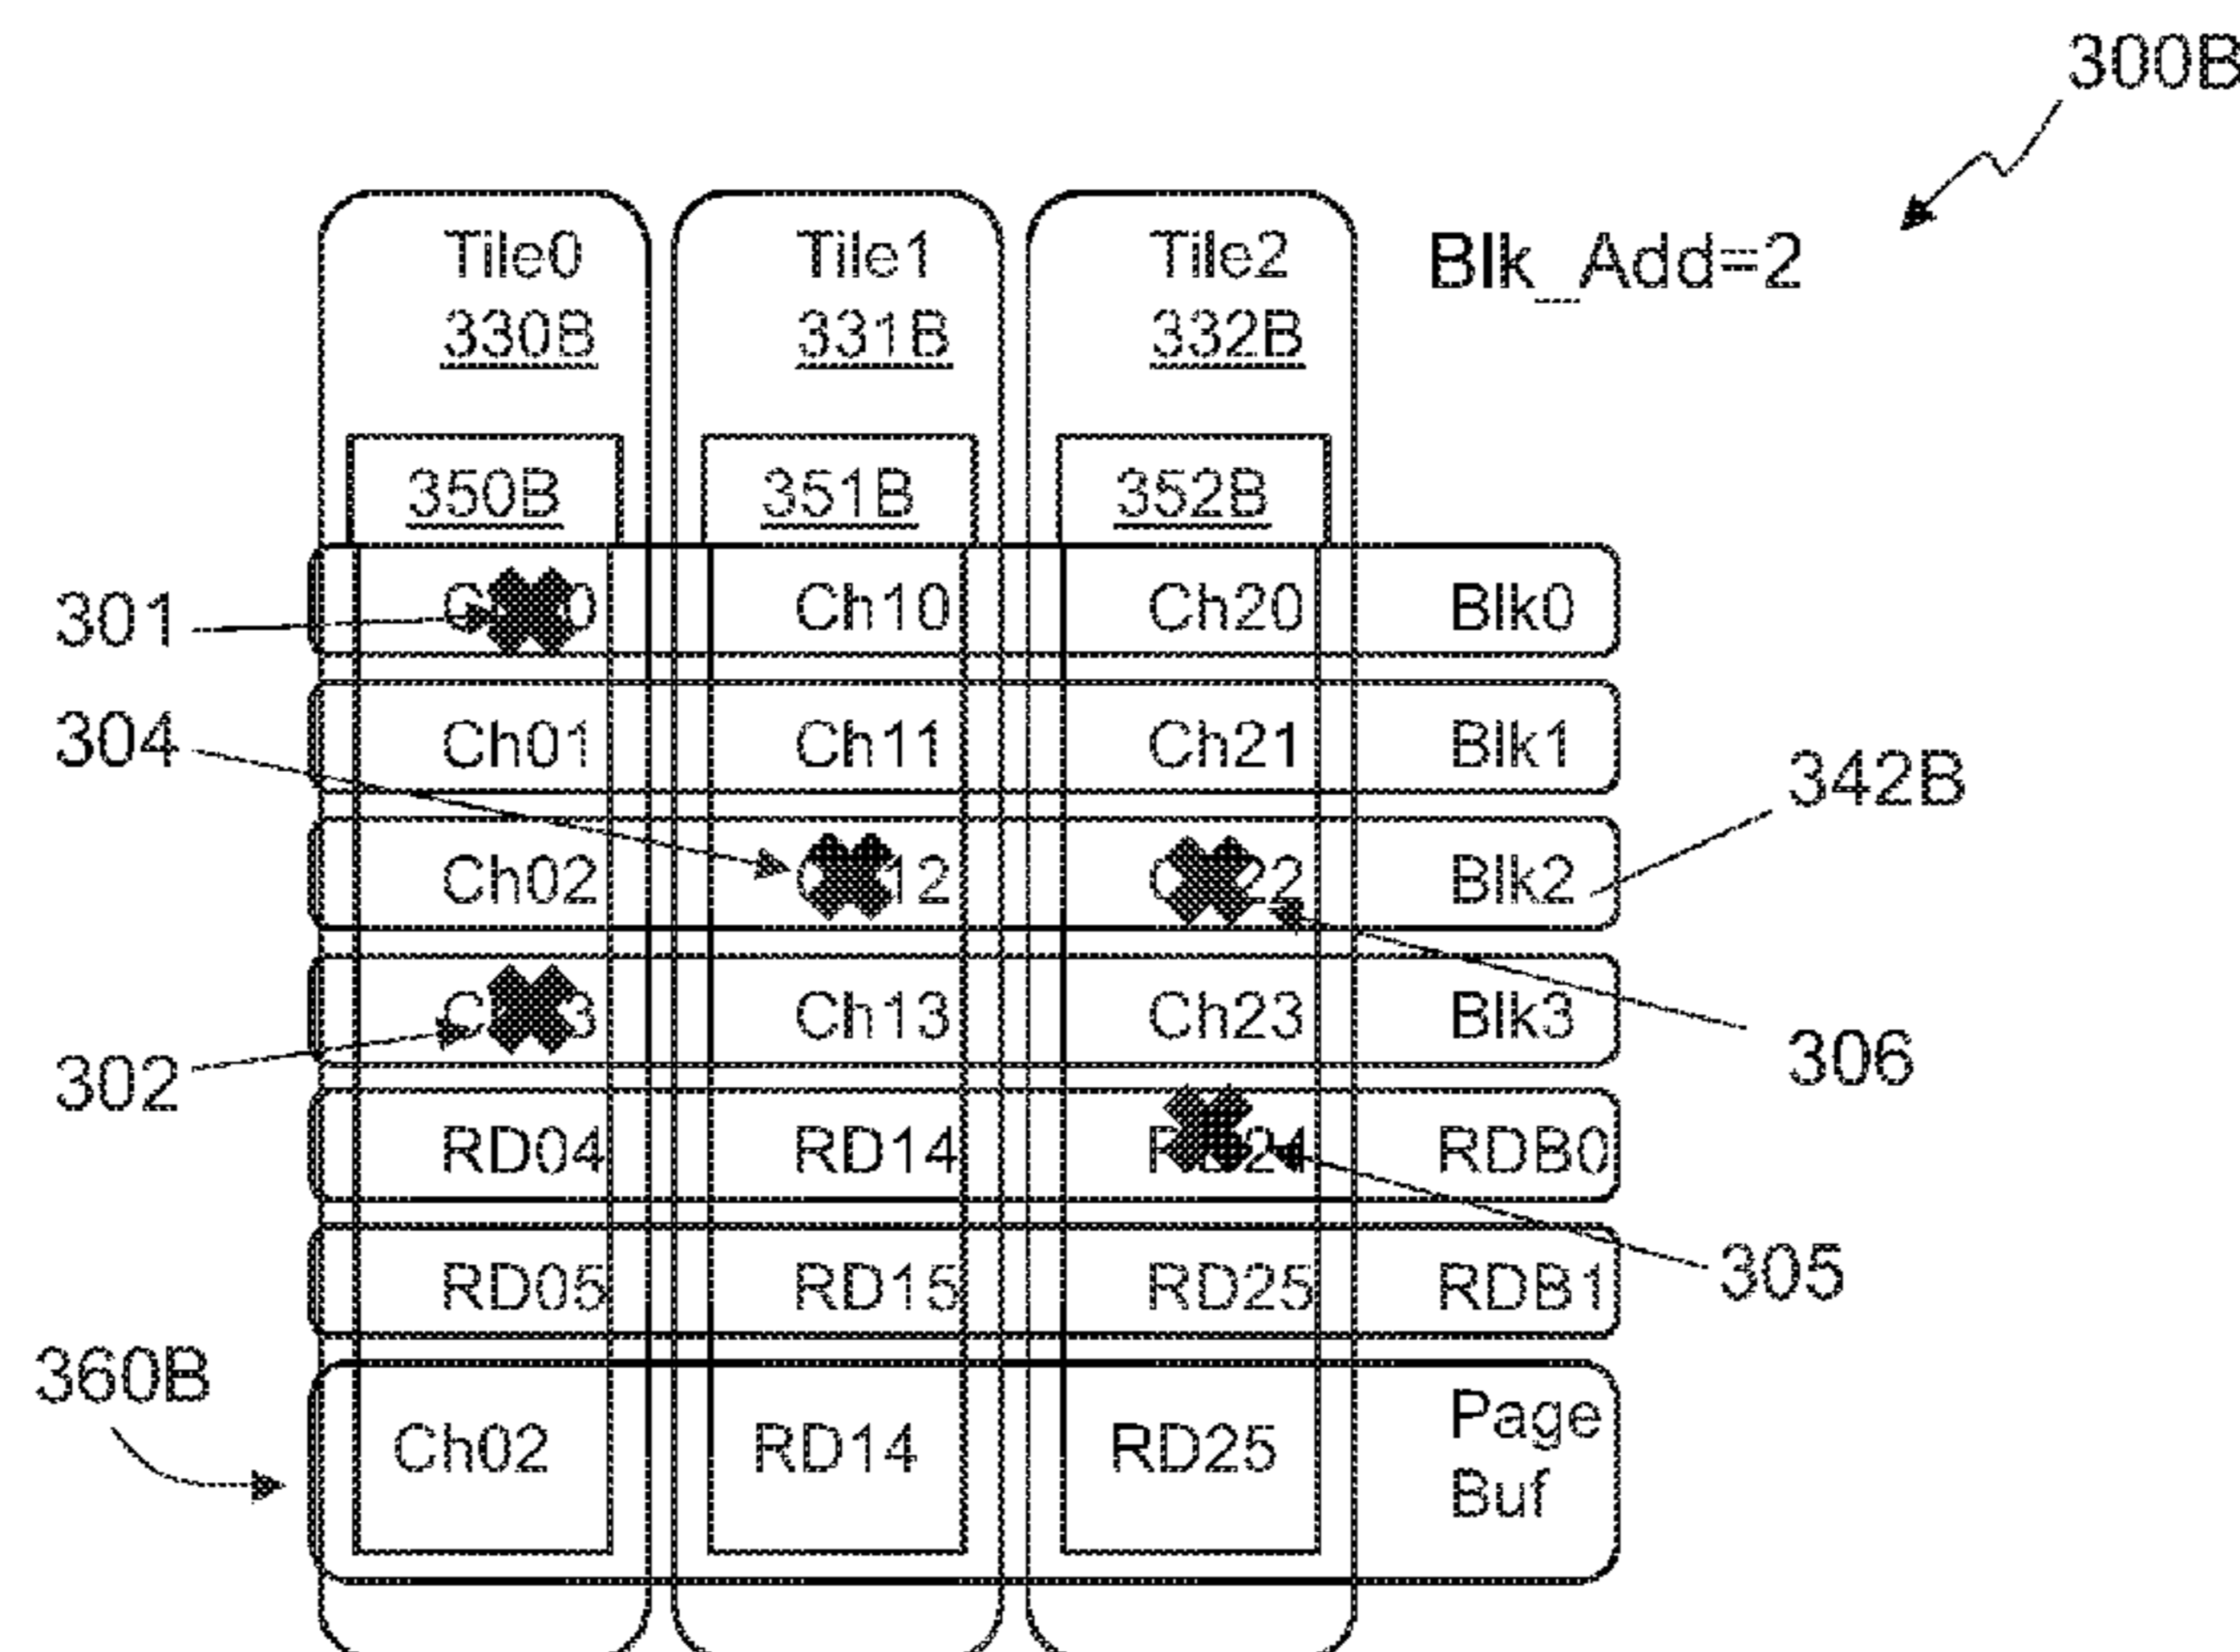 300B
Tile0 Tile1 Tile2 Blk_Add=2
330B 331B 332B
350B 351B 352B
301 Ch10 Ch20 Blk0
304 Ch01 Ch11 Ch21 Blk1
342B
Ch02 Blk2
Ch13 Ch23 Blk3
302 306
RD04 RD14 RDB0
RD05 RD15 RD25 RDB1
305
360B
Ch02 RD14 RD25 Page
Buf